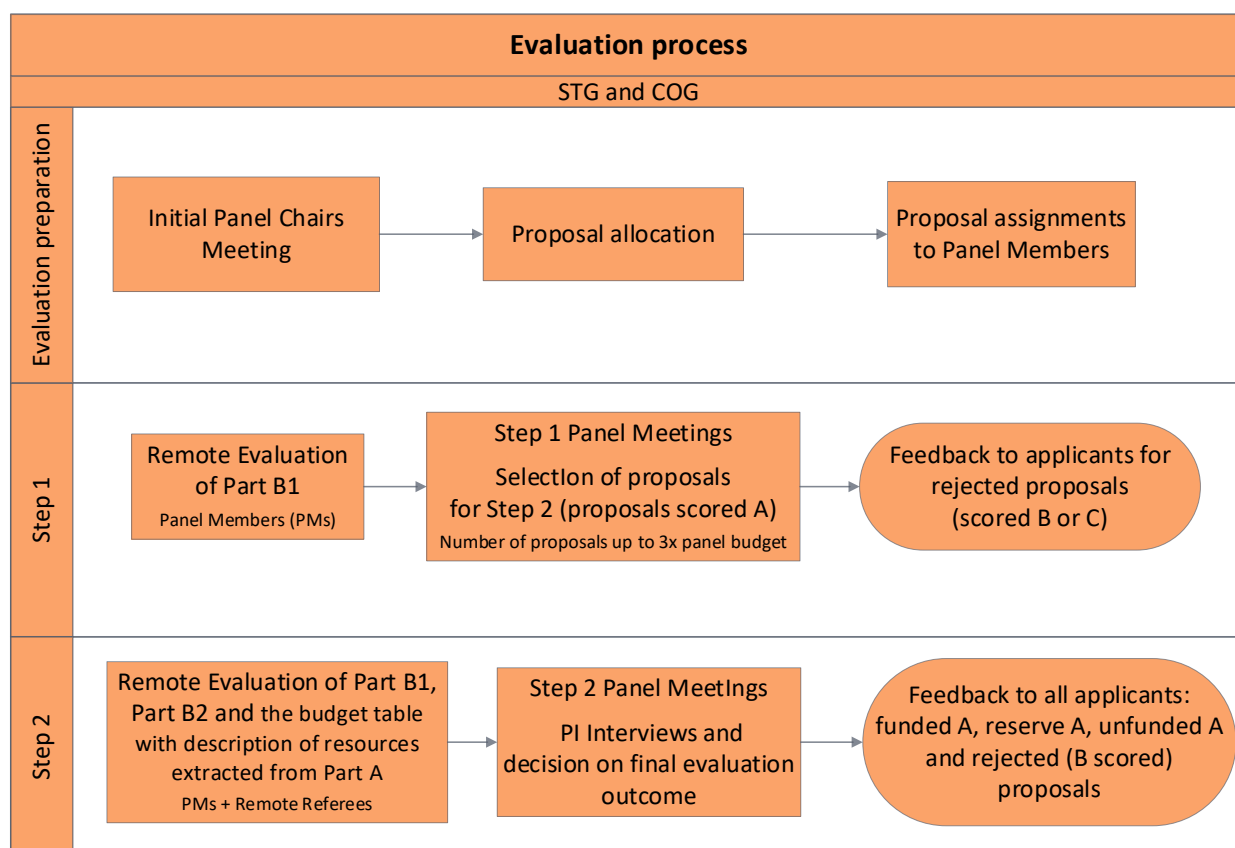 Evaluation process
STG and COG
Evaluation preparation
Initial Panel Chairs
Meeting
Proposal allocation
Proposal assignments
to Panel Members
Step 1
Remote Evaluation
of Part B1
Panel Members (PMs)
Step 1 Panel Meetings
SelectIon of proposals
for Step 2 (proposals scored A)
Number of proposals up to 3x panel budget
Feedback to applicants for
rejected proposals
(scored B or C)
Step 2
Remote Evaluation of Part B1,
Part B2 and the budget table
with description of resources
extracted from Part A
PMs + Remote Referees
Step 2 Panel MeetIngs
PI Interviews and
decision on final evaluation
outcome
Feedback to all applicants:
funded A, reserve A, unfunded A
and rejected (B scored)
proposals